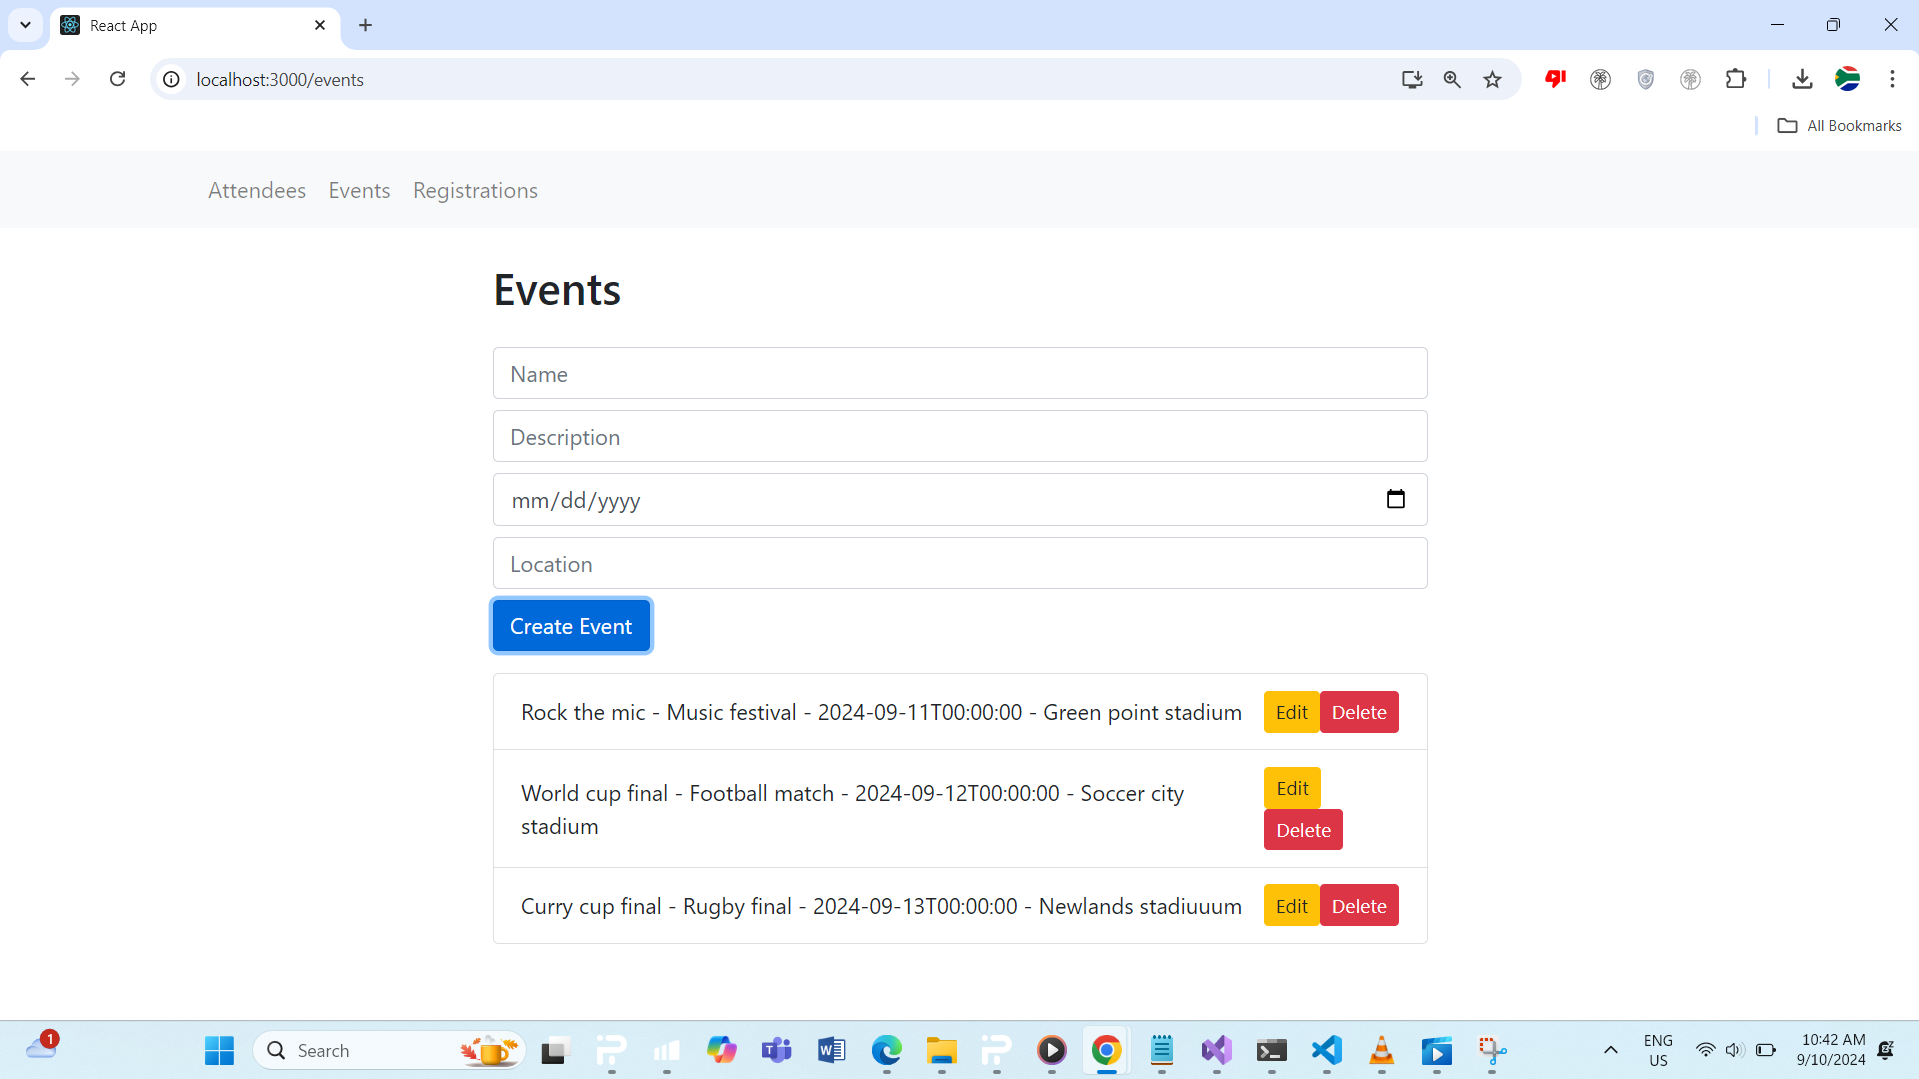 React App
localhost:3000/events
All Bookmarks
Attendees Events Registrations
Events
Name
Description
mm/dd/yyyy
Location
Create Event
Rock the mic - Music festival - 2024-09-11T00:00:00 - Green point stadium Edit Delete
World cup final - Football match - 2024-09-12T00:00:00 - Soccer city
stadium
Edit
Delete
Curry cup final - Rugby final - 2024-09-13T00:00:00 - Newlands stadiuuum Edit Delete
1
Search
ENG
US
10:42 AM
9/10/2024